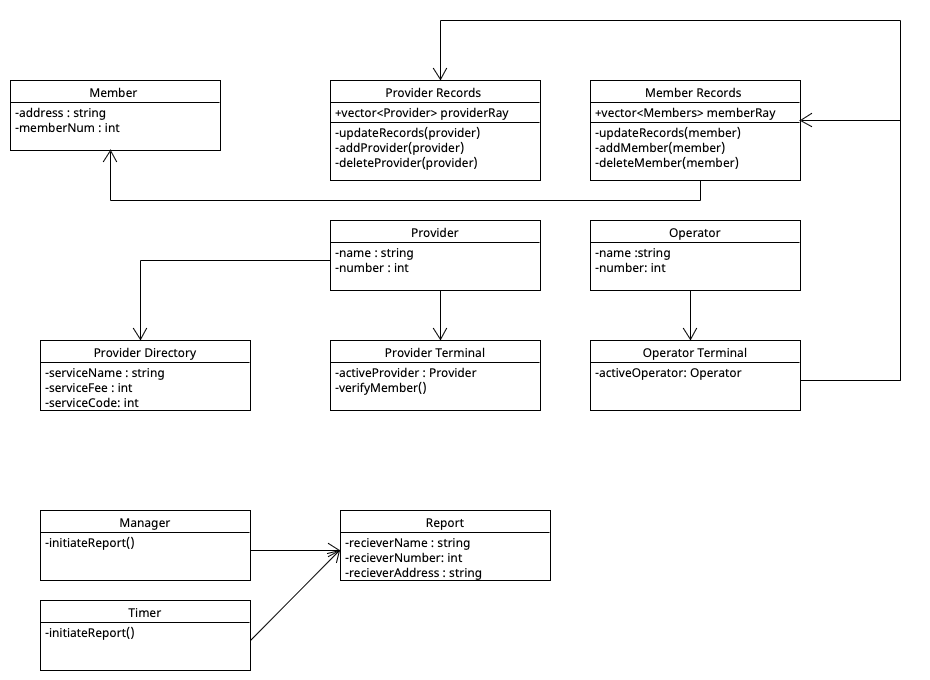 Member
-address : string
-memberNum : int
Provider Records
+vector<Provider> providerRay
-updateRecords(provider)
-addProvider(provider)
-deleteProvider(provider)
Member Records
+vector<Members> memberRay
-updateRecords(member)
-addMember(member)
-deleteMember(member)
Provider
-name : string
-number : int
Operator
-name :string
-number: int
Provider Directory
-serviceName : string
-serviceFee : int
-serviceCode: int
Provider Terminal
-activeProvider : Provider
-verifyMember()
Operator Terminal
-activeOperator: Operator
Manager
-initiateReport()
Report
-recieverName : string
-recieverNumber: int
-recieverAddress : string
Timer
-initiateReport()